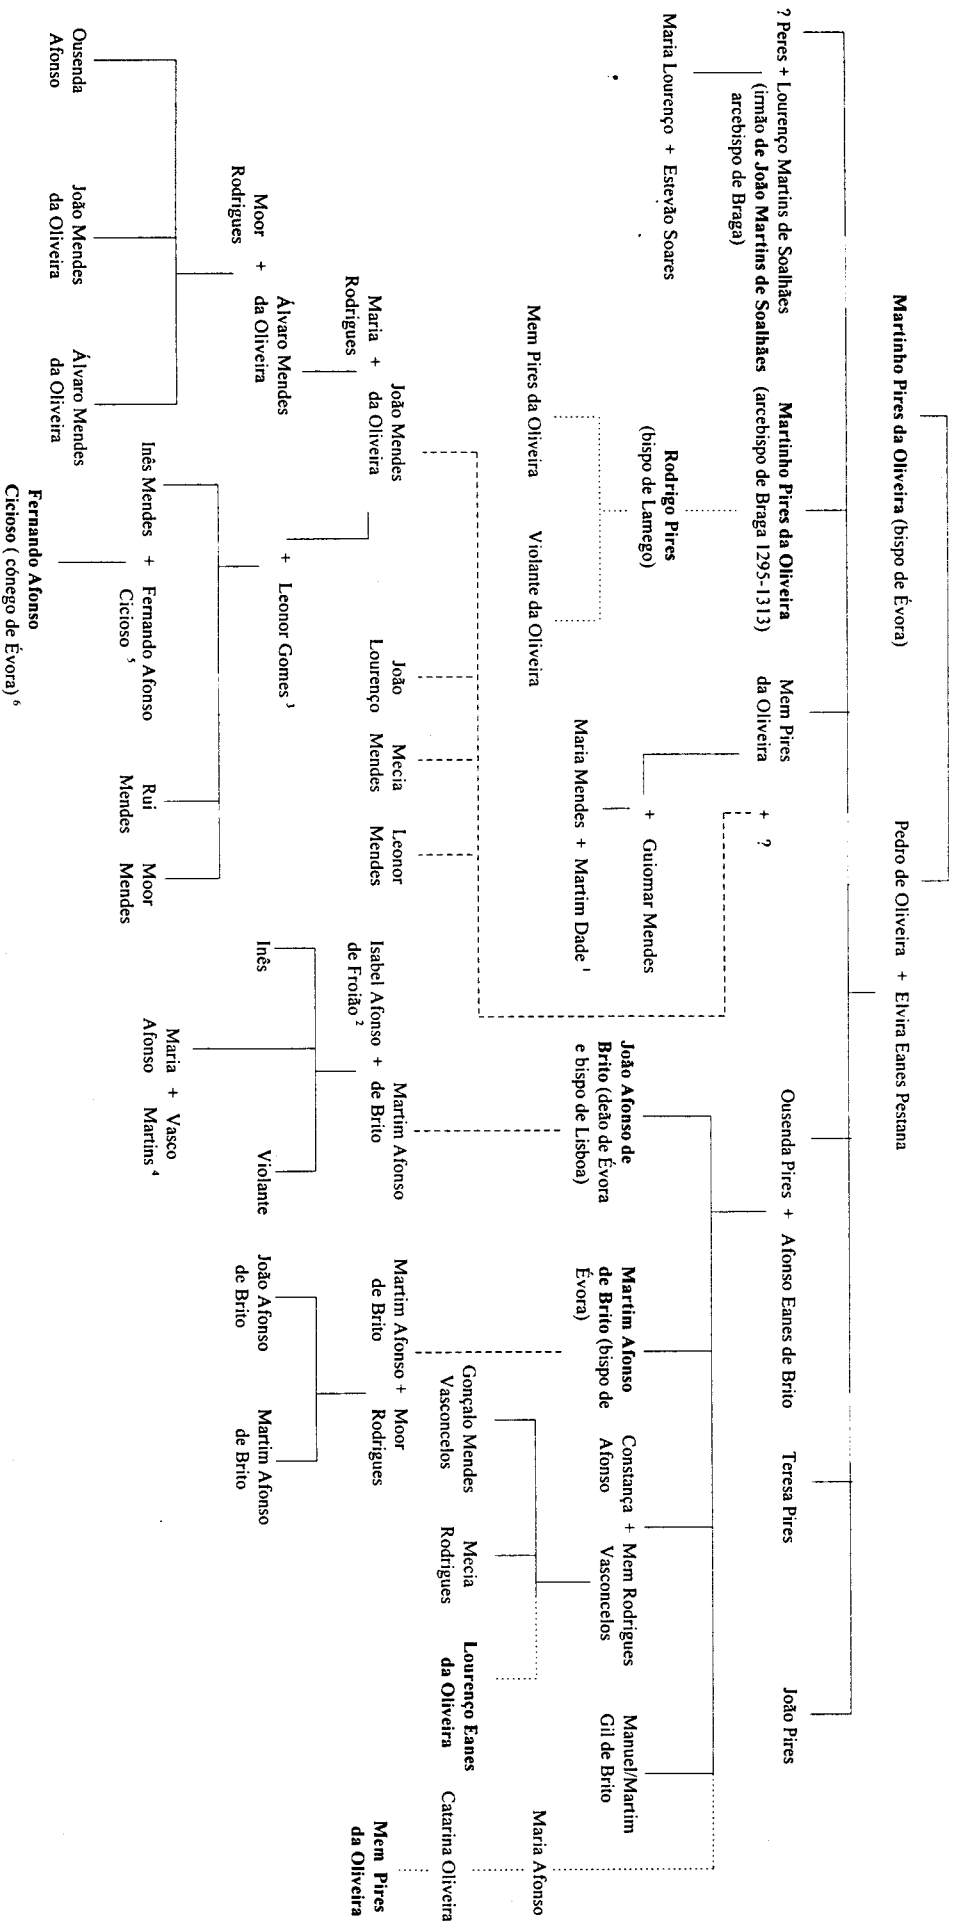 Martinho Pires da Oliveira (bispo de Évora)
Pedro de Oliveira + Elvira Eanes Pestana
? Peres + Lourenço Martins de Soalhães
(irmão de João Martins de Soalhães
arcebispo de Braga)
Martinho Pires da Oliveira
(arcebispo de Braga 1295-1313)
Mem Pires
da Oliveira
+ ?
Ousenda Pires + Afonso Eanes de Brito
Teresa Pires
João Pires
Maria Lourenço + Estevão Soares
Rodrigo Pires
(bispo de Lamego)
+ Guiomar Mendes
João Afonso de
Brito (deão de Évora
e bispo de Lisboa)
Martim Afonso
de Brito (bispo de
Évora)
Constança + Mem Rodrigues
Afonso Vasconcelos
Manuel/Martim
Gil de Brito
Maria Afonso
Mem Pires da Oliveira
Violante da Oliveira
Maria Mendes + Martim Dade 1
Gonçalo Mendes
Vasconcelos
Mecia
Rodrigues
Lourenço Eanes
da Oliveira
Catarina Oliveira
Maria + João Mendes
Rodrigues da Oliveira
João
Lourenço
Mecia
Mendes
Leonor
Mendes
Isabel Afonso + Martim Afonso
de Froião 2 de Brito
Martim Afonso + Moor
de Brito Rodrigues
Mem Pires
da Oliveira
Moor + Álvaro Mendes
Rodrigues da Oliveira
+ Leonor Gomes 3
Inês
Maria + Vasco
Afonso Martins 4
Violante
João Afonso
de Brito
Martim Afonso
de Brito
Ousenda
Afonso
João Mendes
da Oliveira
Álvaro Mendes
da Oliveira
Inês Mendes + Fernando Afonso
Cicioso 5
Rui
Mendes
Moor
Mendes
Fernando Afonso
Cicioso ( cónego de Évora) 6